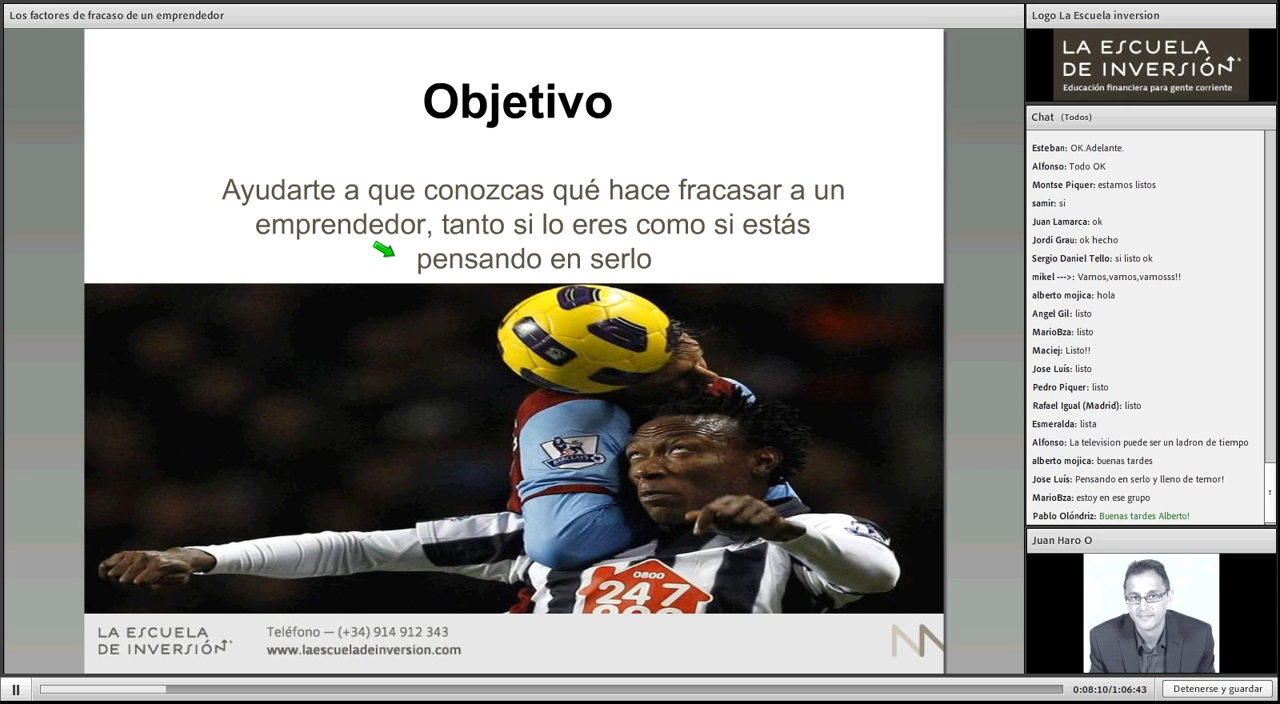 Los factores de fracaso de un emprendedor
Objetivo
Ayudarte a que conozcas qué hace fracasar a un
emprendedor, tanto si lo eres como si estás
pensando en serlo
BARCLAYS
0800
247
LA ESCUELA
DE INVERSIÓN
Teléfono — (+34) 914 912 343
www.laescueladeinversion.com
Logo La Escuela inversion
LA ESCUELA
DE INVERSIÓN
Educación financiera para gente corriente
Chat (Todos)
Esteban: OK.Adelante.
Alfonso: Todo OK
Montse Piquer: estamos listos
samir: si
Juan Lamarca: ok
Jordi Grau: ok hecho
Sergio Daniel Tello: si listo ok
mikel --->: Vamos,vamos,vamosss!!
alberto mojica: hola
Angel Gil: listo
MarioBza: listo
Maciej: Listo!!
Jose Luís: listo
Pedro Piquer: listo
Rafael Igual (Madrid): listo
Esmeralda: lista
Alfonso: La television puede ser un ladron de tiempo
alberto mojica: buenas tardes
Jose Luís: Pensando en serlo y lleno de temor!
MarioBza: estoy en ese grupo
Pablo Olóndriz: Buenas tardes Alberto!
Juan Haro O
0:08:10/1:06:43
Detenerse y guardar